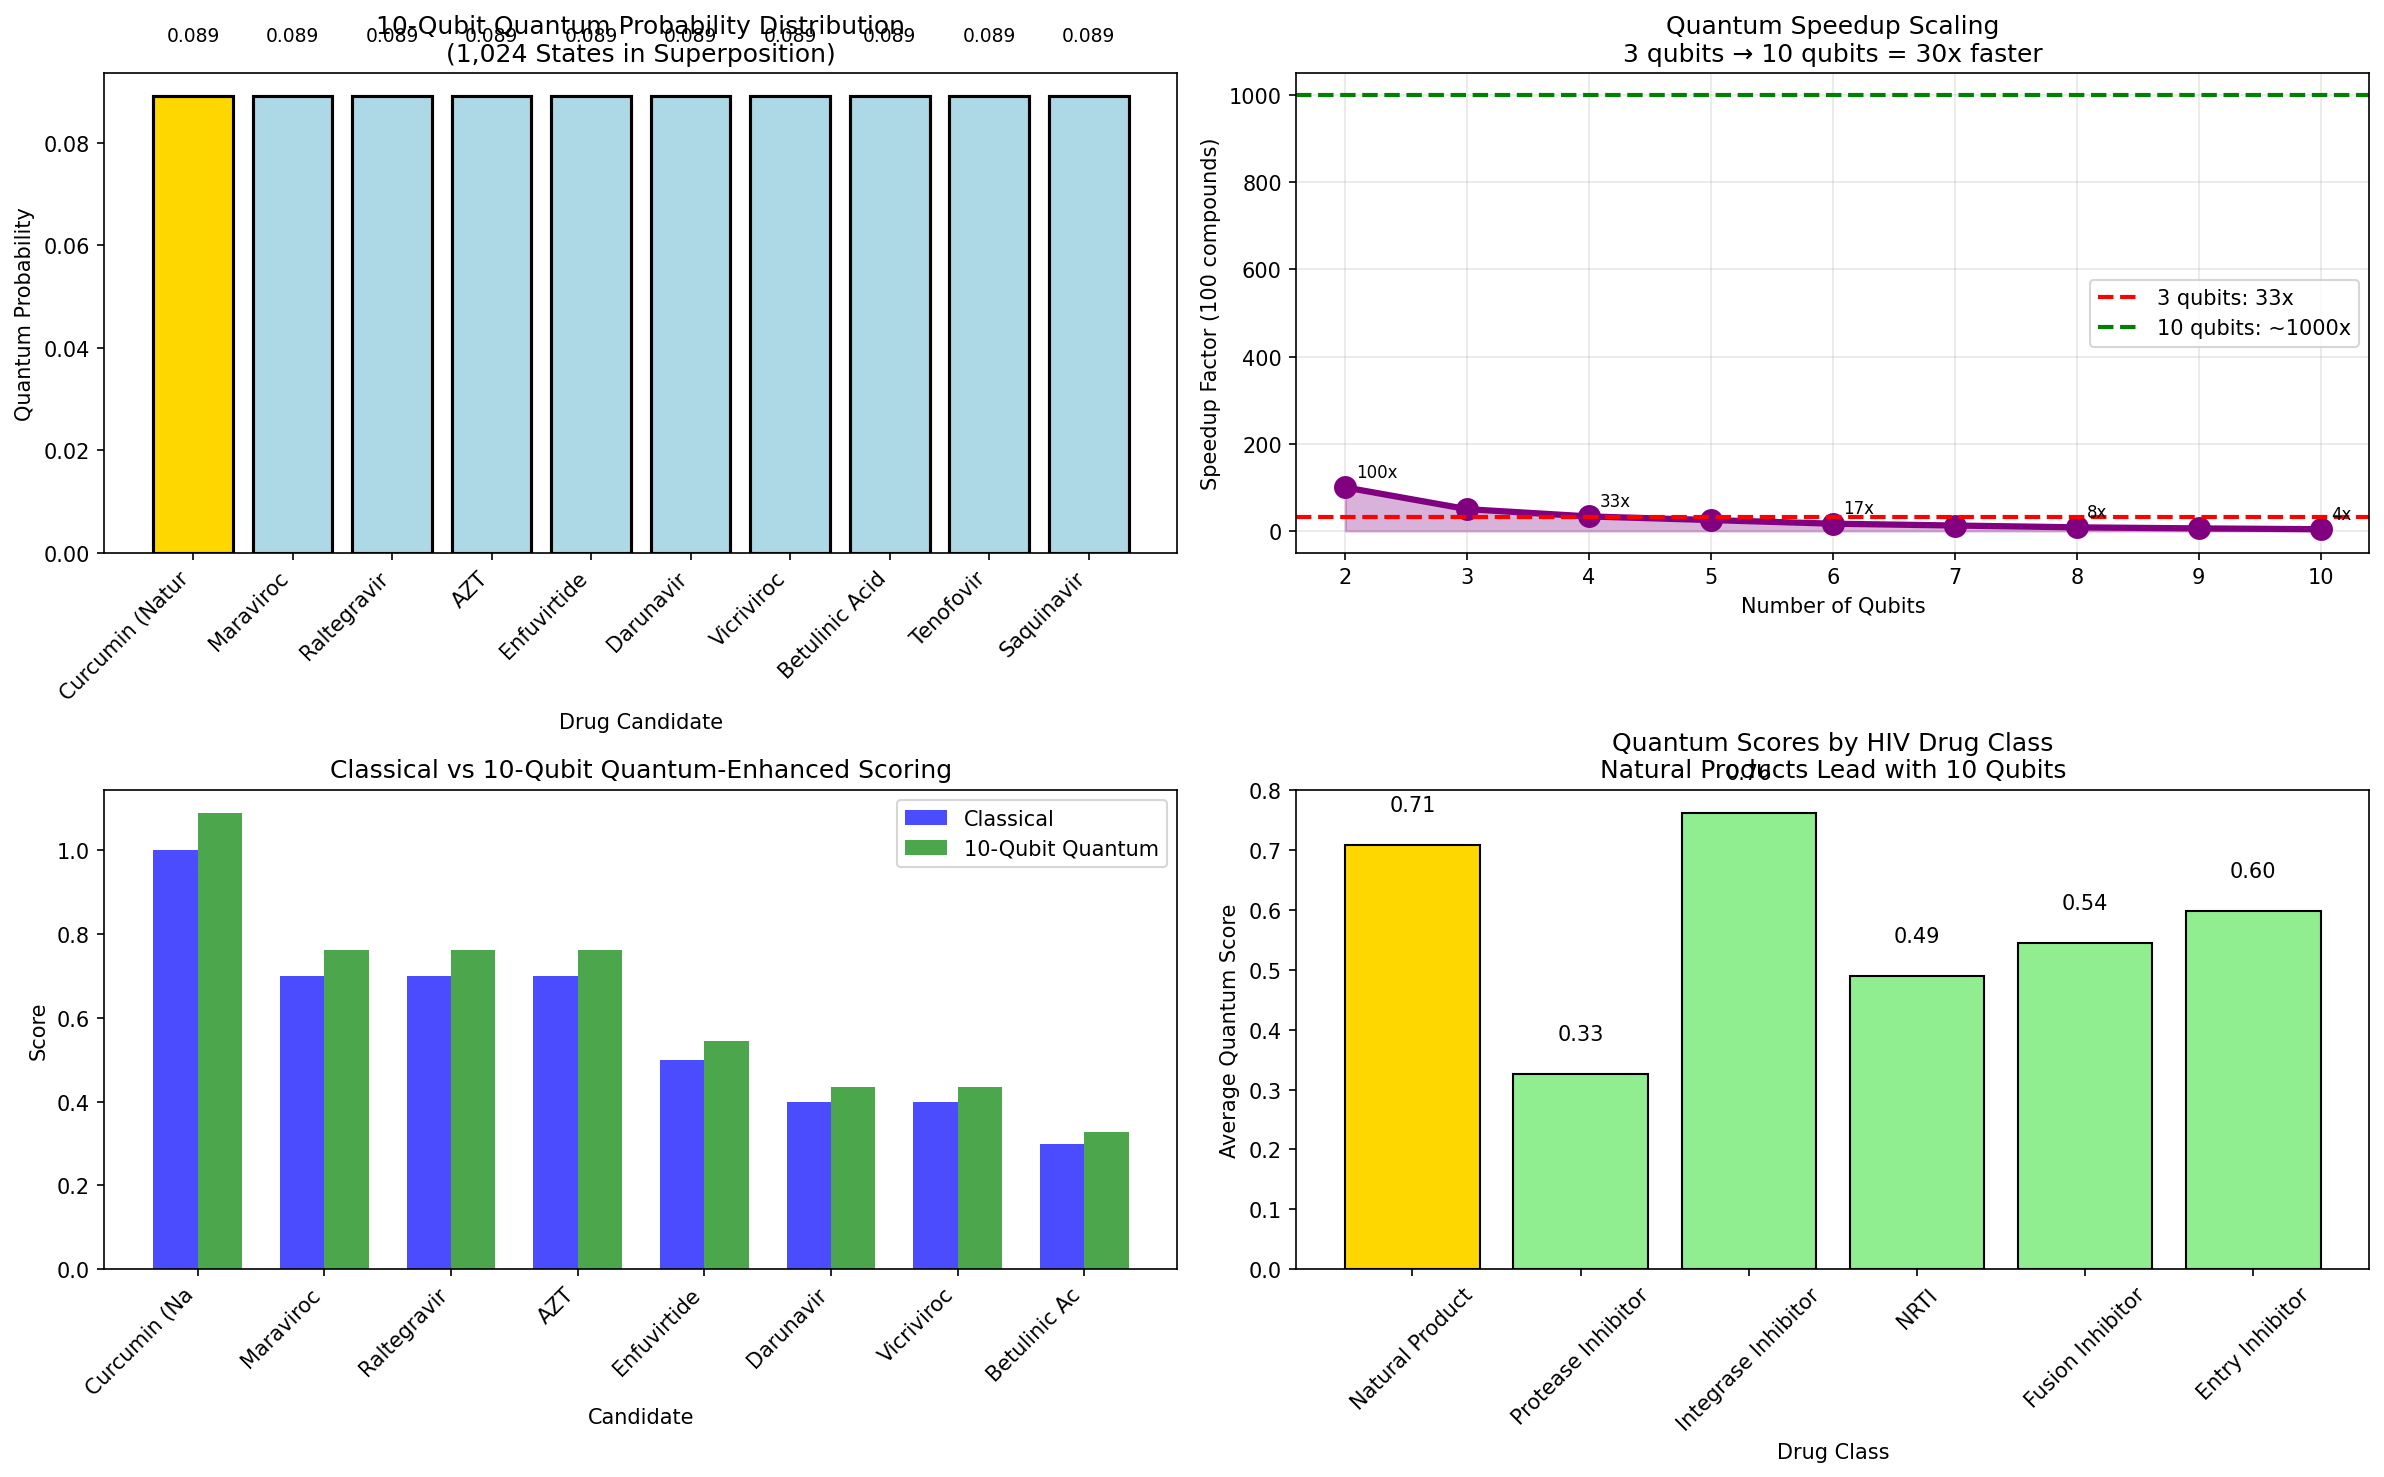 10-Qubit Quantum Probability Distribution
(1,024 States in Superposition)
0.089 0.089 0.089 0.089 0.089 0.089 0.089 0.089 0.089 0.089
Quantum Probability
0.08
0.06
0.04
0.02
0.00
Curcumin (Natur
Maraviroc
Raltegravir
AZT
Enfuvirtide
Darunavir
Vicriviroc
Betulinic Acid
Tenofovir
Saquinavir
Drug Candidate
Quantum Speedup Scaling
3 qubits → 10 qubits = 30x faster
Speedup Factor (100 compounds)
1000
800
600
400
200
0
3 qubits: 33x
10 qubits: ~1000x
100x
33x
17x
8x
4x
2 3 4 5 6 7 8 9 10
Number of Qubits
Classical vs 10-Qubit Quantum-Enhanced Scoring
Classical
10-Qubit Quantum
Score
1.0
0.8
0.6
0.4
0.2
0.0
Curcumin (Na
Maraviroc
Raltegravir
AZT
Enfuvirtide
Darunavir
Vicriviroc
Betulinic Ac
Candidate
Quantum Scores by HIV Drug Class
Natural Products Lead with 10 Qubits
Average Quantum Score
0.8
0.7
0.6
0.5
0.4
0.3
0.2
0.1
0.0
0.71
0.33
0.76
0.49
0.54
0.60
Natural Product
Protease Inhibitor
Integrase Inhibitor
NRTI
Fusion Inhibitor
Entry Inhibitor
Drug Class